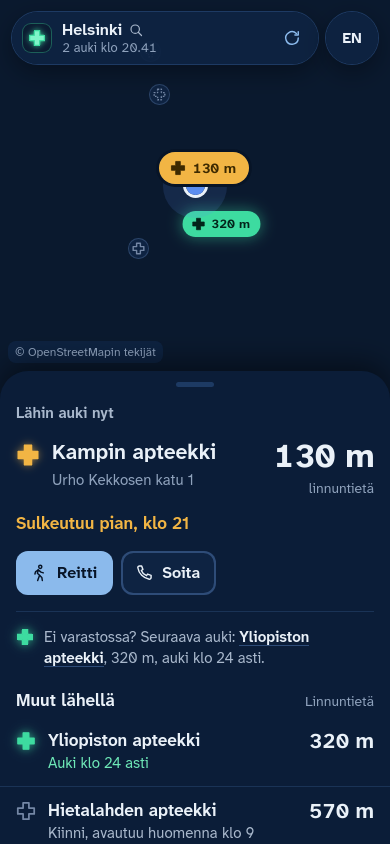 Helsinki
2 auki klo 20.41
EN
130 m
320 m
© OpenStreetMapin tekijät
Lähin auki nyt
Kampin apteekki
130 m
Urho Kekkosen katu 1
linnuntietä
Sulkeutuu pian, klo 21
Reitti
Soita
Ei varastossa? Seuraava auki: Yliopiston
apteekki, 320 m, auki klo 24 asti.
Muut lähellä
Linnuntietä
Yliopiston apteekki
320 m
Auki klo 24 asti
Hietalahden apteekki
570 m
Kiinni, avautuu huomenna klo 9